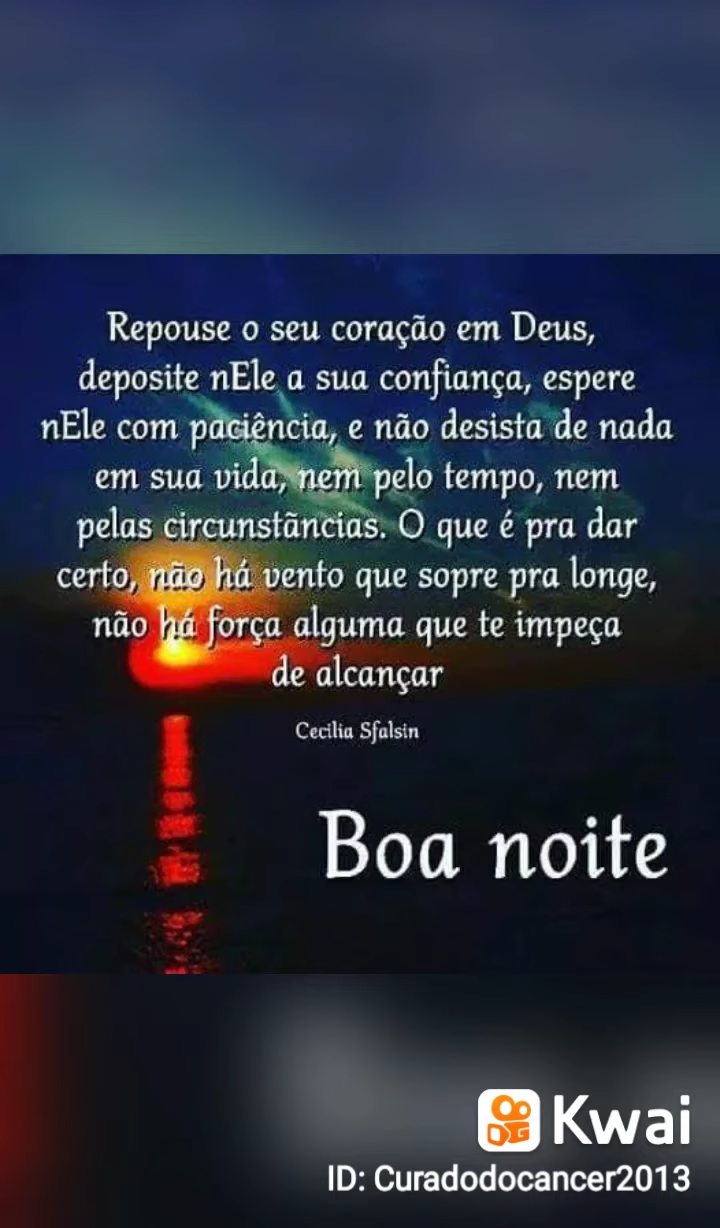 Repouse o seu coração em Deus,
deposite nEle a sua confiança, espere
nEle com paciência, e não desista de nada
em sua vida, nem pelo tempo, nem
pelas circunstãncias. O que é pra dar
certo, não há vento que sopre pra longe,
não há força alguma que te impeça
de alcançar
Cecilia Sfalsin
Boa noite
Kwai
ID: Curadodocancer2013